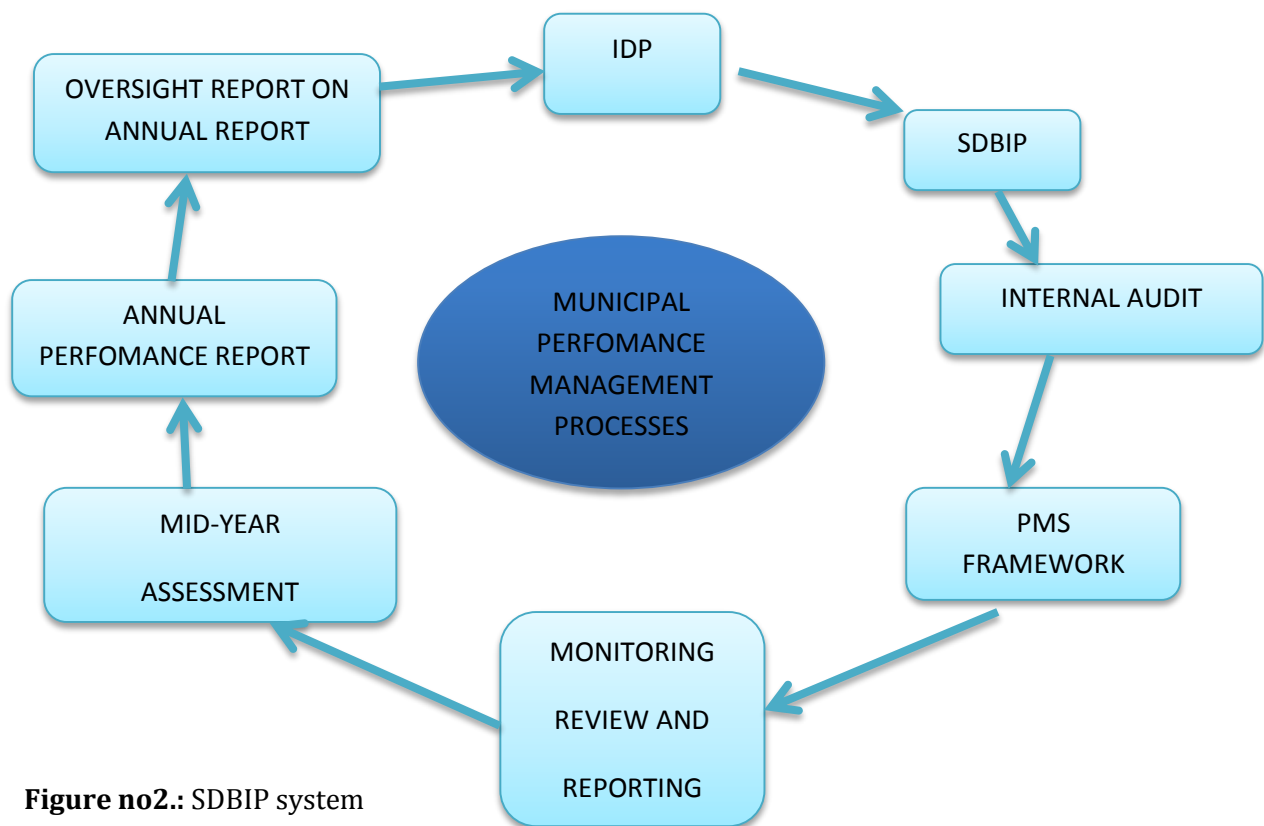 IDP
SDBIP
INTERNAL AUDIT
PMS
FRAMEWORK
MONITORING
REVIEW AND
REPORTING
MID-YEAR
ASSESSMENT
ANNUAL
PERFOMANCE REPORT
OVERSIGHT REPORT ON
ANNUAL REPORT
MUNICIPAL
PERFOMANCE
MANAGEMENT
PROCESSES
Figure no2.: SDBIP system